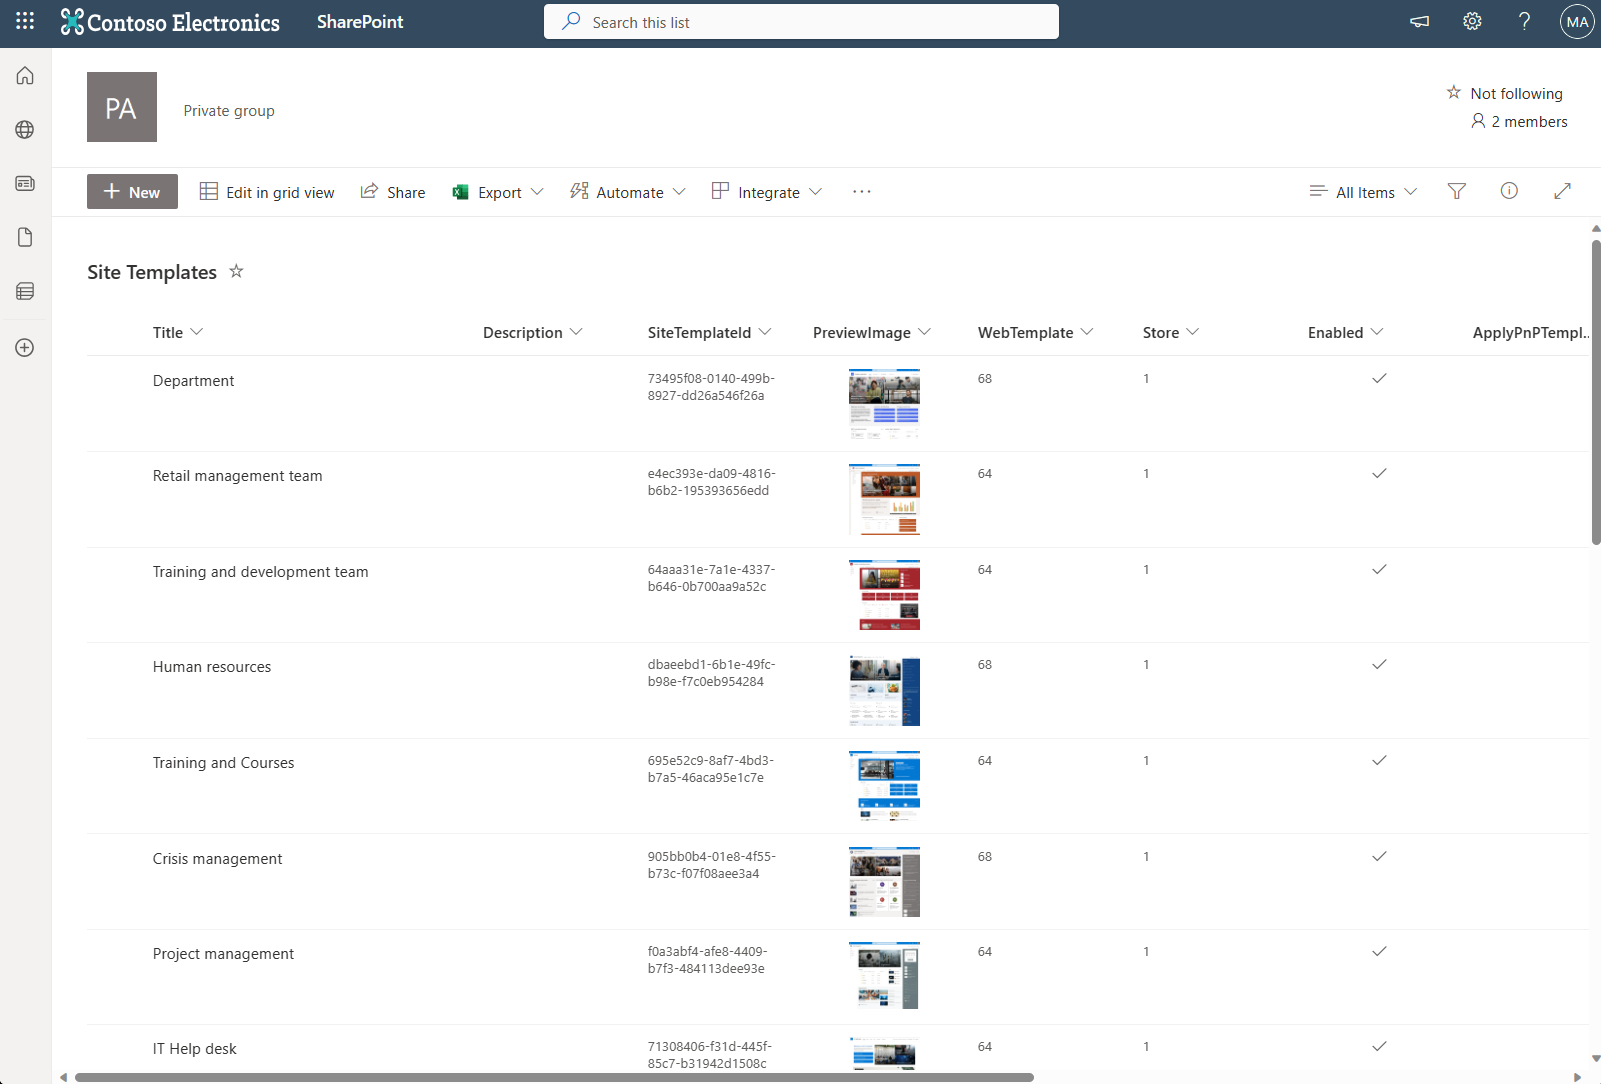 Contoso Electronics
SharePoint
Search this list
MA
PA
Private group
Not following
2 members
New
Edit in grid view
Share
Export
Automate
Integrate
All Items
Site Templates
Title
Description
SiteTemplateId
PreviewImage
WebTemplate
Store
Enabled
ApplyPnPTempl...
Department
73495f08-0140-499b-
8927-dd26a546f26a
68
1
Retail management team
e4ec393e-da09-4816-
b6b2-195393656edd
64
1
Training and development team
64aaa31e-7a1e-4337-
b646-0b700aa9a52c
64
1
Human resources
dbaeebd1-6b1e-49fc-
b98e-f7c0eb954284
68
1
Training and Courses
695e52c9-8af7-4bd3-
b7a5-46aca95e1c7e
64
1
Crisis management
905bb0b4-01e8-4f55-
b73c-f07f08aee3a4
68
1
Project management
f0a3abf4-afe8-4409-
b7f3-484113dee93e
64
1
IT Help desk
71308406-f31d-445f-
85c7-b31942d1508c
64
1